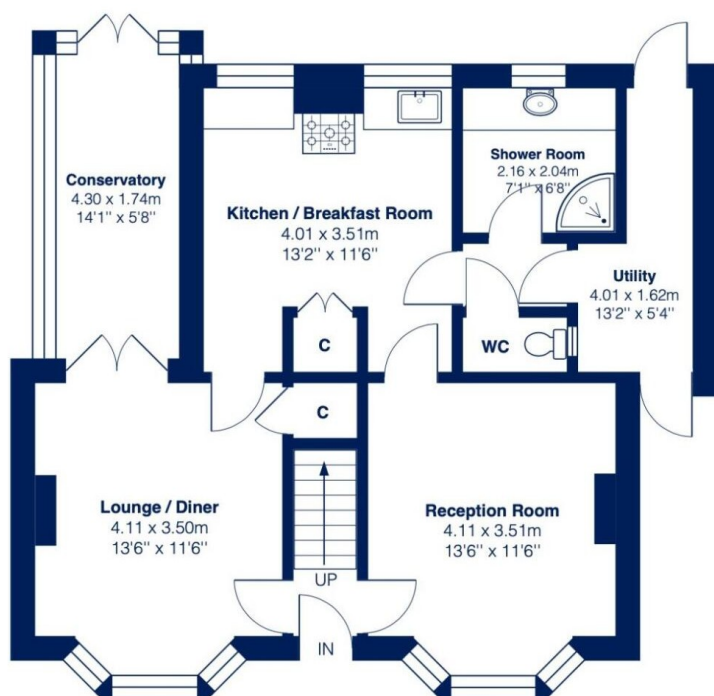 Conservatory
4.30 x 1.74m
14'1" x 5'8"
Kitchen / Breakfast Room
4.01 x 3.51m
13'2" x 11'6"
Shower Room
2.16 x 2.04m
7'1" x 6'8"
Utility
4.01 x 1.62m
13'2" x 5'4"
C
WC
C
Lounge / Diner
4.11 x 3.50m
13'6" x 11'6"
Reception Room
4.11 x 3.51m
13'6" x 11'6"
UP
IN